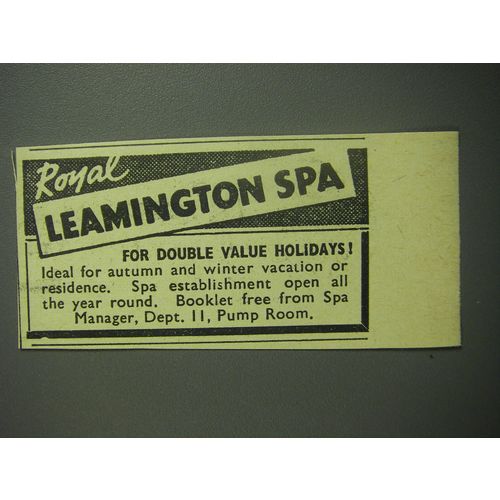 Royal
LEAMINGTON SPA
FOR DOUBLE VALUE HOLIDAYS!
Ideal for autumn and winter vacation or
residence. Spa establishment open all
the year round. Booklet free from Spa
Manager, Dept. 11, Pump Room.